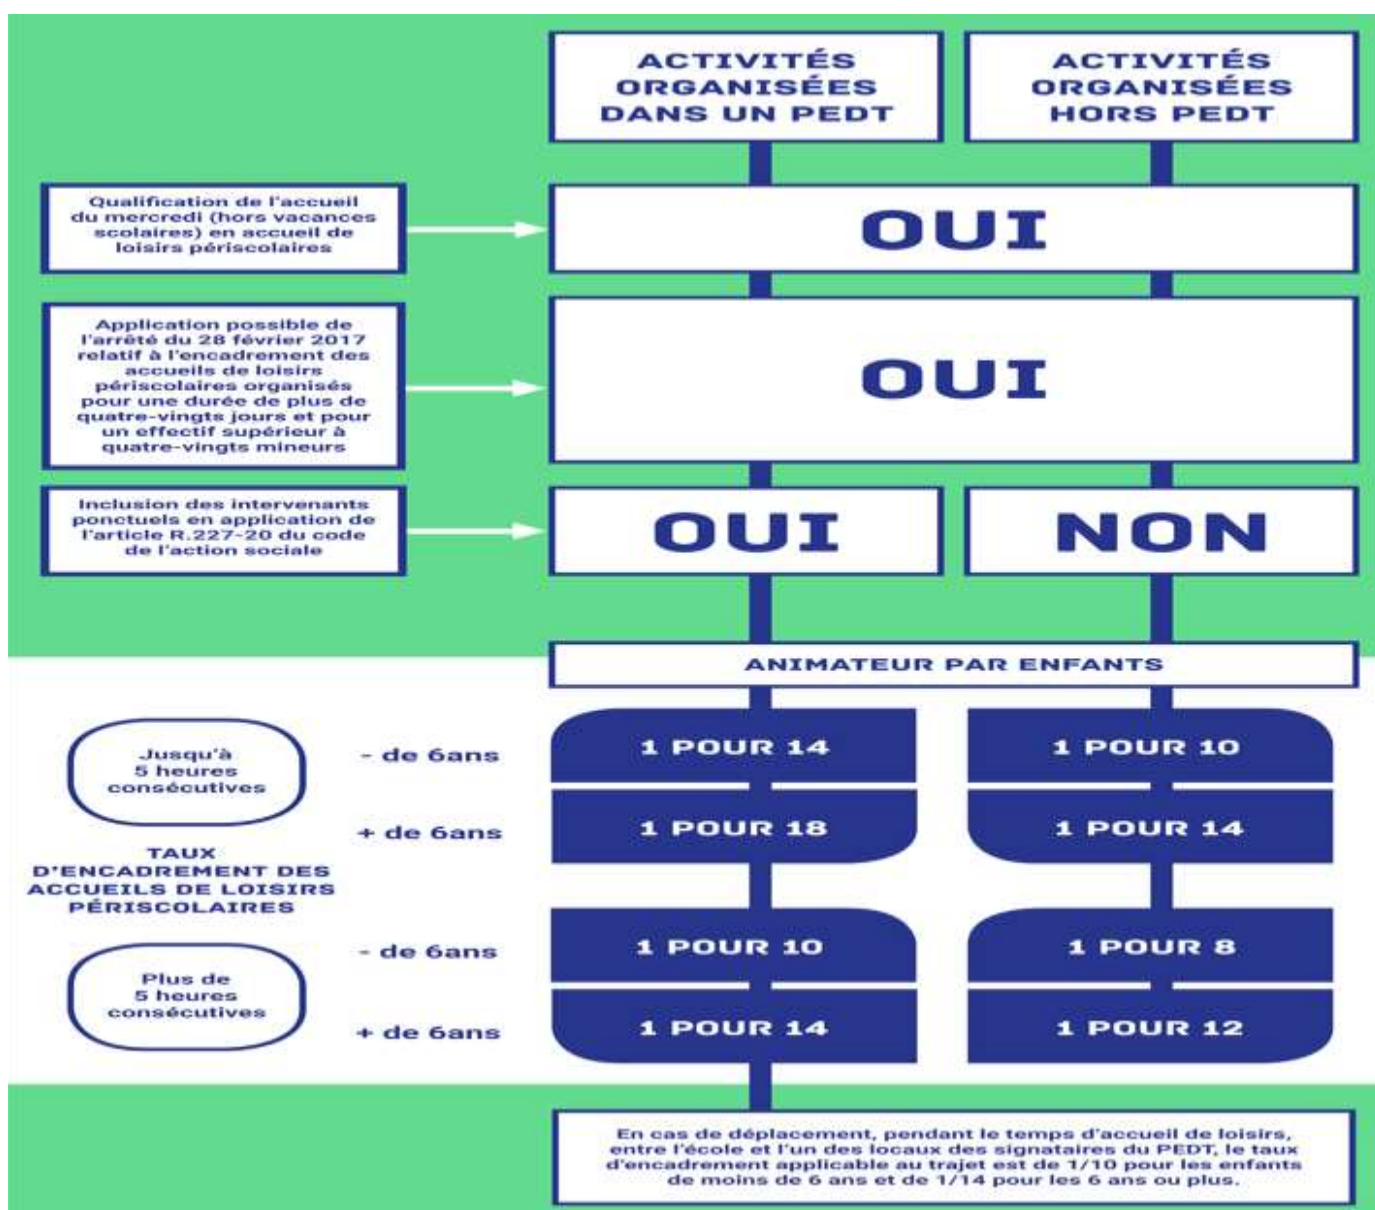 ACTIVITÉS
ORGANISÉES
DANS UN PEDT
ACTIVITÉS
ORGANISÉES
HORS PEDT
Qualification de l'accueil
du mercredi (hors vacances
scolaires) en accueil de
loisirs périscolaires
OUI
Application possible de
l'arrêté du 28 février 2017
relatif à l'encadrement des
accueils de loisirs
périscolaires organisés
pour une durée de plus de
quatre-vingts jours et pour
un effectif supérieur à
quatre-vingts mineurs
OUI
Inclusion des intervenants
ponctuels en application de
l'article R.227-20 du code
de l'action sociale
OUI
NON
ANIMATEUR PAR ENFANTS
Jusqu'à
5 heures
consécutives
- de 6ans
1 POUR 14
1 POUR 10
+ de 6ans
1 POUR 18
1 POUR 14
TAUX
D'ENCADREMENT DES
ACCUEILS DE LOISIRS
PÉRISCOLAIRES
Plus de
5 heures
consécutives
- de 6ans
1 POUR 10
1 POUR 8
+ de 6ans
1 POUR 14
1 POUR 12
En cas de déplacement, pendant le temps d'accueil de loisirs,
entre l'école et l'un des locaux des signataires du PEDT, le taux
d'encadrement applicable au trajet est de 1/10 pour les enfants
de moins de 6 ans et de 1/14 pour les 6 ans ou plus.